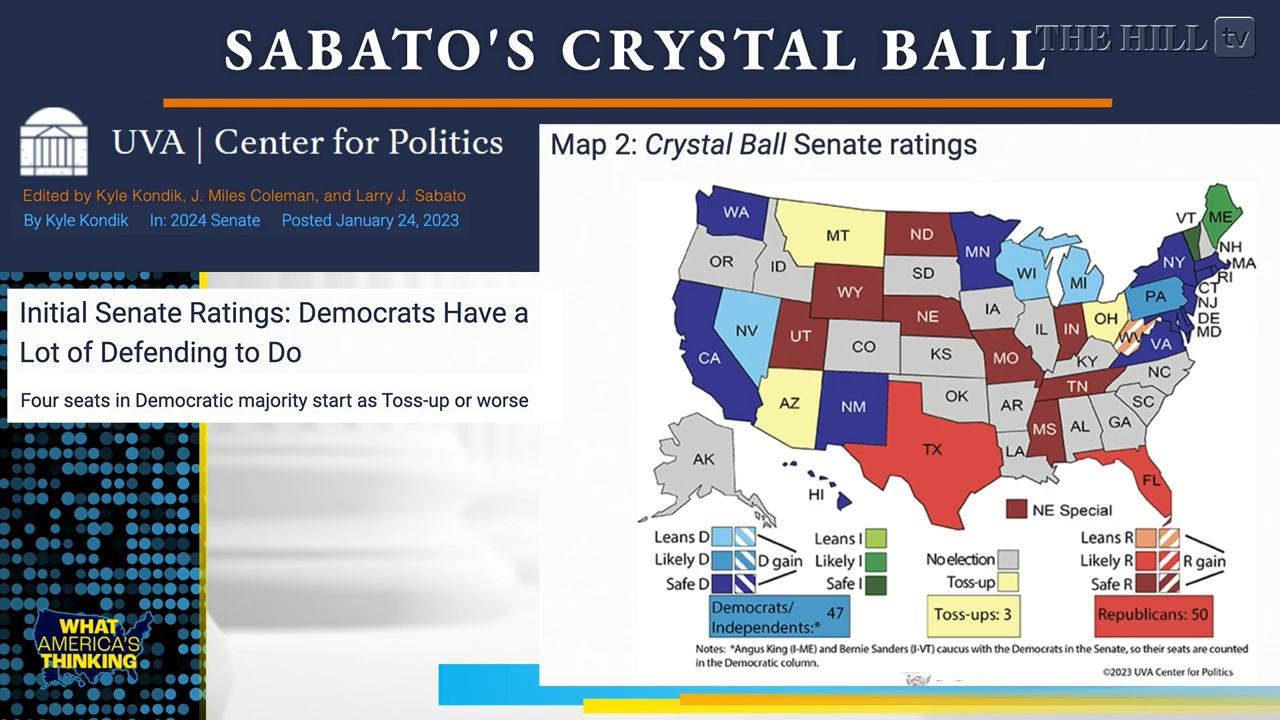 SABATO'S CRYSTAL BALL
THE HILL tv
UVA | Center for Politics
Edited by Kyle Kondik, J. Miles Coleman, and Larry J. Sabato
By Kyle Kondik In: 2024 Senate Posted January 24, 2023
Initial Senate Ratings: Democrats Have a
Lot of Defending to Do
Four seats in Democratic majority start as Toss-up or worse
WHAT
AMERICA'S
THINKING
Map 2: Crystal Ball Senate ratings
WA
MT
ND
MN
VT
ME
OR
ID
SD
WI
MI
NY
NH
MA
RI
CT
NJ
DE
MD
WY
NE
IA
PA
NV
UT
CO
KS
MO
IL
IN
OH
WV
VA
KY
CA
AZ
NM
OK
AR
TN
NC
SC
TX
LA
MS
AL
GA
FL
AK
HI
NE Special
Leans D
Likely D
Safe D
D gain
Leans I
Likely I
Safe I
No election
Toss-up
Leans R
Likely R
Safe R
R gain
Democrats/
Independents:* 47
Toss-ups: 3
Republicans: 50
Notes: *Angus King (I-ME) and Bernie Sanders (I-VT) caucus with the Democrats in the Senate, so their seats are counted
in the Democratic column.
©2023 UVA Center for Politics